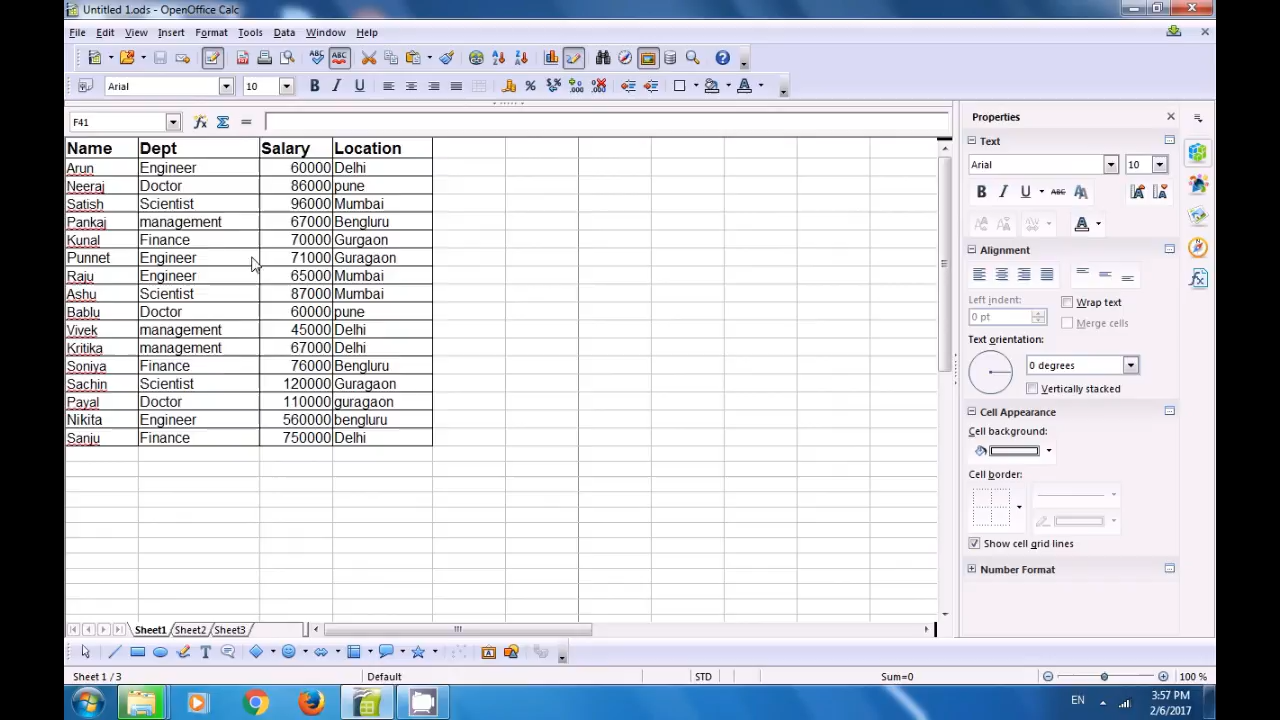 Untitled 1.ods - OpenOffice Calc
File Edit View Insert Format Tools Data Window Help
Arial 10
F41
Name Dept Salary Location
Arun Engineer 60000 Delhi
Neeraj Doctor 86000 pune
Satish Scientist 96000 Mumbai
Pankaj management 67000 Bengluru
Kunal Finance 70000 Gurgaon
Punnet Engineer 71000 Guragaon
Raju Engineer 65000 Mumbai
Ashu Scientist 87000 Mumbai
Bablu Doctor 60000 pune
Vivek management 45000 Delhi
Kritika management 67000 Delhi
Soniya Finance 76000 Bengluru
Sachin Scientist 120000 Guragaon
Payal Doctor 110000 guragaon
Nikita Engineer 560000 bengluru
Sanju Finance 750000 Delhi
Properties
Text
Arial 10
Alignment
Left indent:
Wrap text
0 pt
Merge cells
Text orientation:
0 degrees
Vertically stacked
Cell Appearance
Cell background:
Cell border:
Show cell grid lines
Number Format
Sheet1 Sheet2 Sheet3
Sheet 1 / 3 Default STD Sum=0 100 %
EN 3:57 PM
2/6/2017